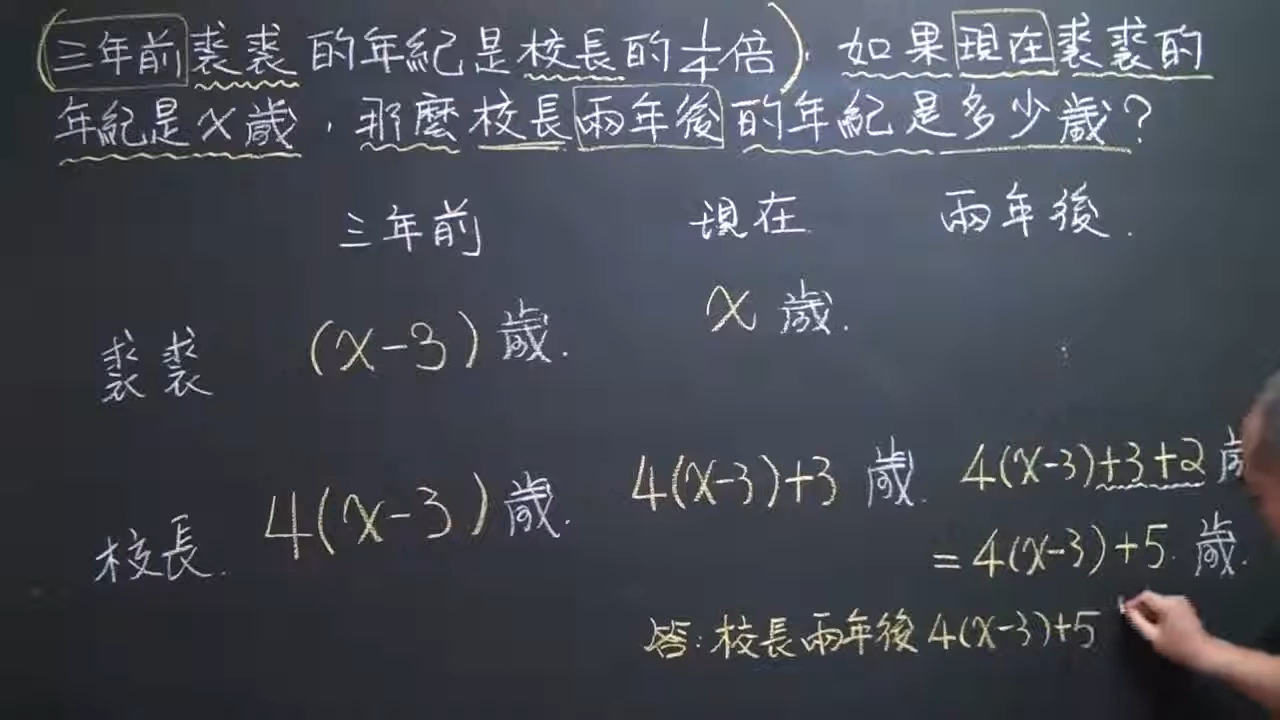 (三年前裘裘的年紀是校長的1/4倍),如果現在裘裘的
年紀是x歲,那麼校長兩年後的年紀是多少歲?
三年前 現在 兩年後.
裘裘 (x-3)歲. x歲.
校長. 4(x-3)歲. 4(x-3)+3 歲. 4(x-3)+3+2歲
=4(x-3)+5.歲.
答:校長兩年後4(x-3)+5